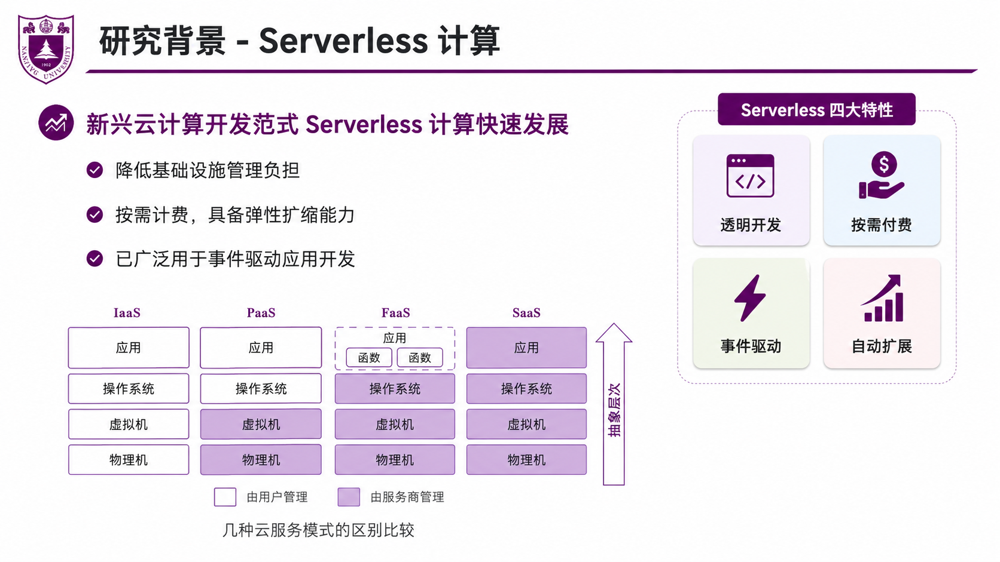 NANJING UNIVERSITY
1902
研究背景 - Serverless 计算
新兴云计算开发范式 Serverless 计算快速发展
降低基础设施管理负担
按需计费，具备弹性扩缩能力
已广泛用于事件驱动应用开发
Serverless 四大特性
</>
透明开发
$
按需付费
事件驱动
自动扩展
IaaS
PaaS
FaaS
SaaS
应用
应用
应用
函数
函数
应用
操作系统
操作系统
操作系统
操作系统
虚拟机
虚拟机
虚拟机
虚拟机
物理机
物理机
物理机
物理机
抽象层次
由用户管理
由服务商管理
几种云服务模式的区别比较